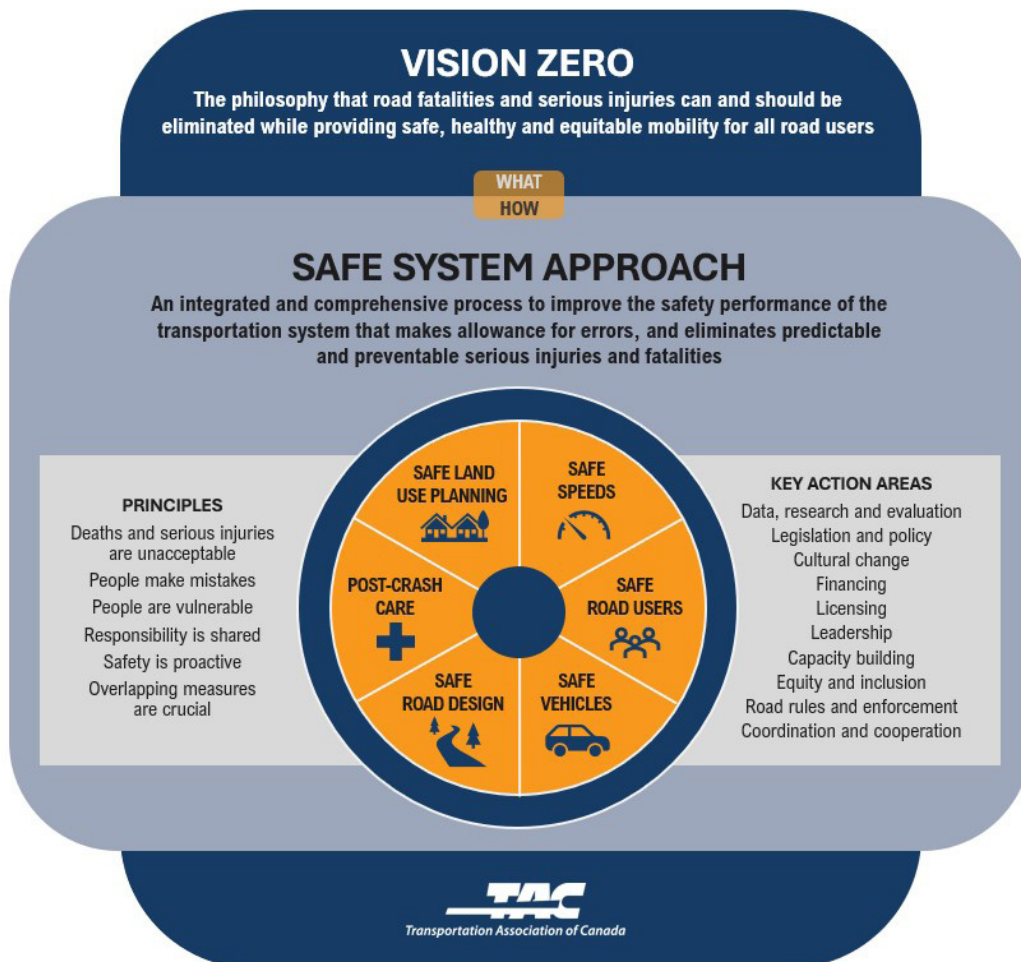 VISION ZERO
The philosophy that road fatalities and serious injuries can and should be
eliminated while providing safe, healthy and equitable mobility for all road users
WHAT
HOW
SAFE SYSTEM APPROACH
An integrated and comprehensive process to improve the safety performance of the
transportation system that makes allowance for errors, and eliminates predictable
and preventable serious injuries and fatalities
PRINCIPLES
Deaths and serious injuries
are unacceptable
People make mistakes
People are vulnerable
Responsibility is shared
Safety is proactive
Overlapping measures
are crucial
SAFE LAND
USE PLANNING
SAFE
SPEEDS
POST-CRASH
CARE
SAFE
ROAD USERS
SAFE
ROAD DESIGN
SAFE
VEHICLES
KEY ACTION AREAS
Data, research and evaluation
Legislation and policy
Cultural change
Financing
Licensing
Leadership
Capacity building
Equity and inclusion
Road rules and enforcement
Coordination and cooperation
TAC
Transportation Association of Canada